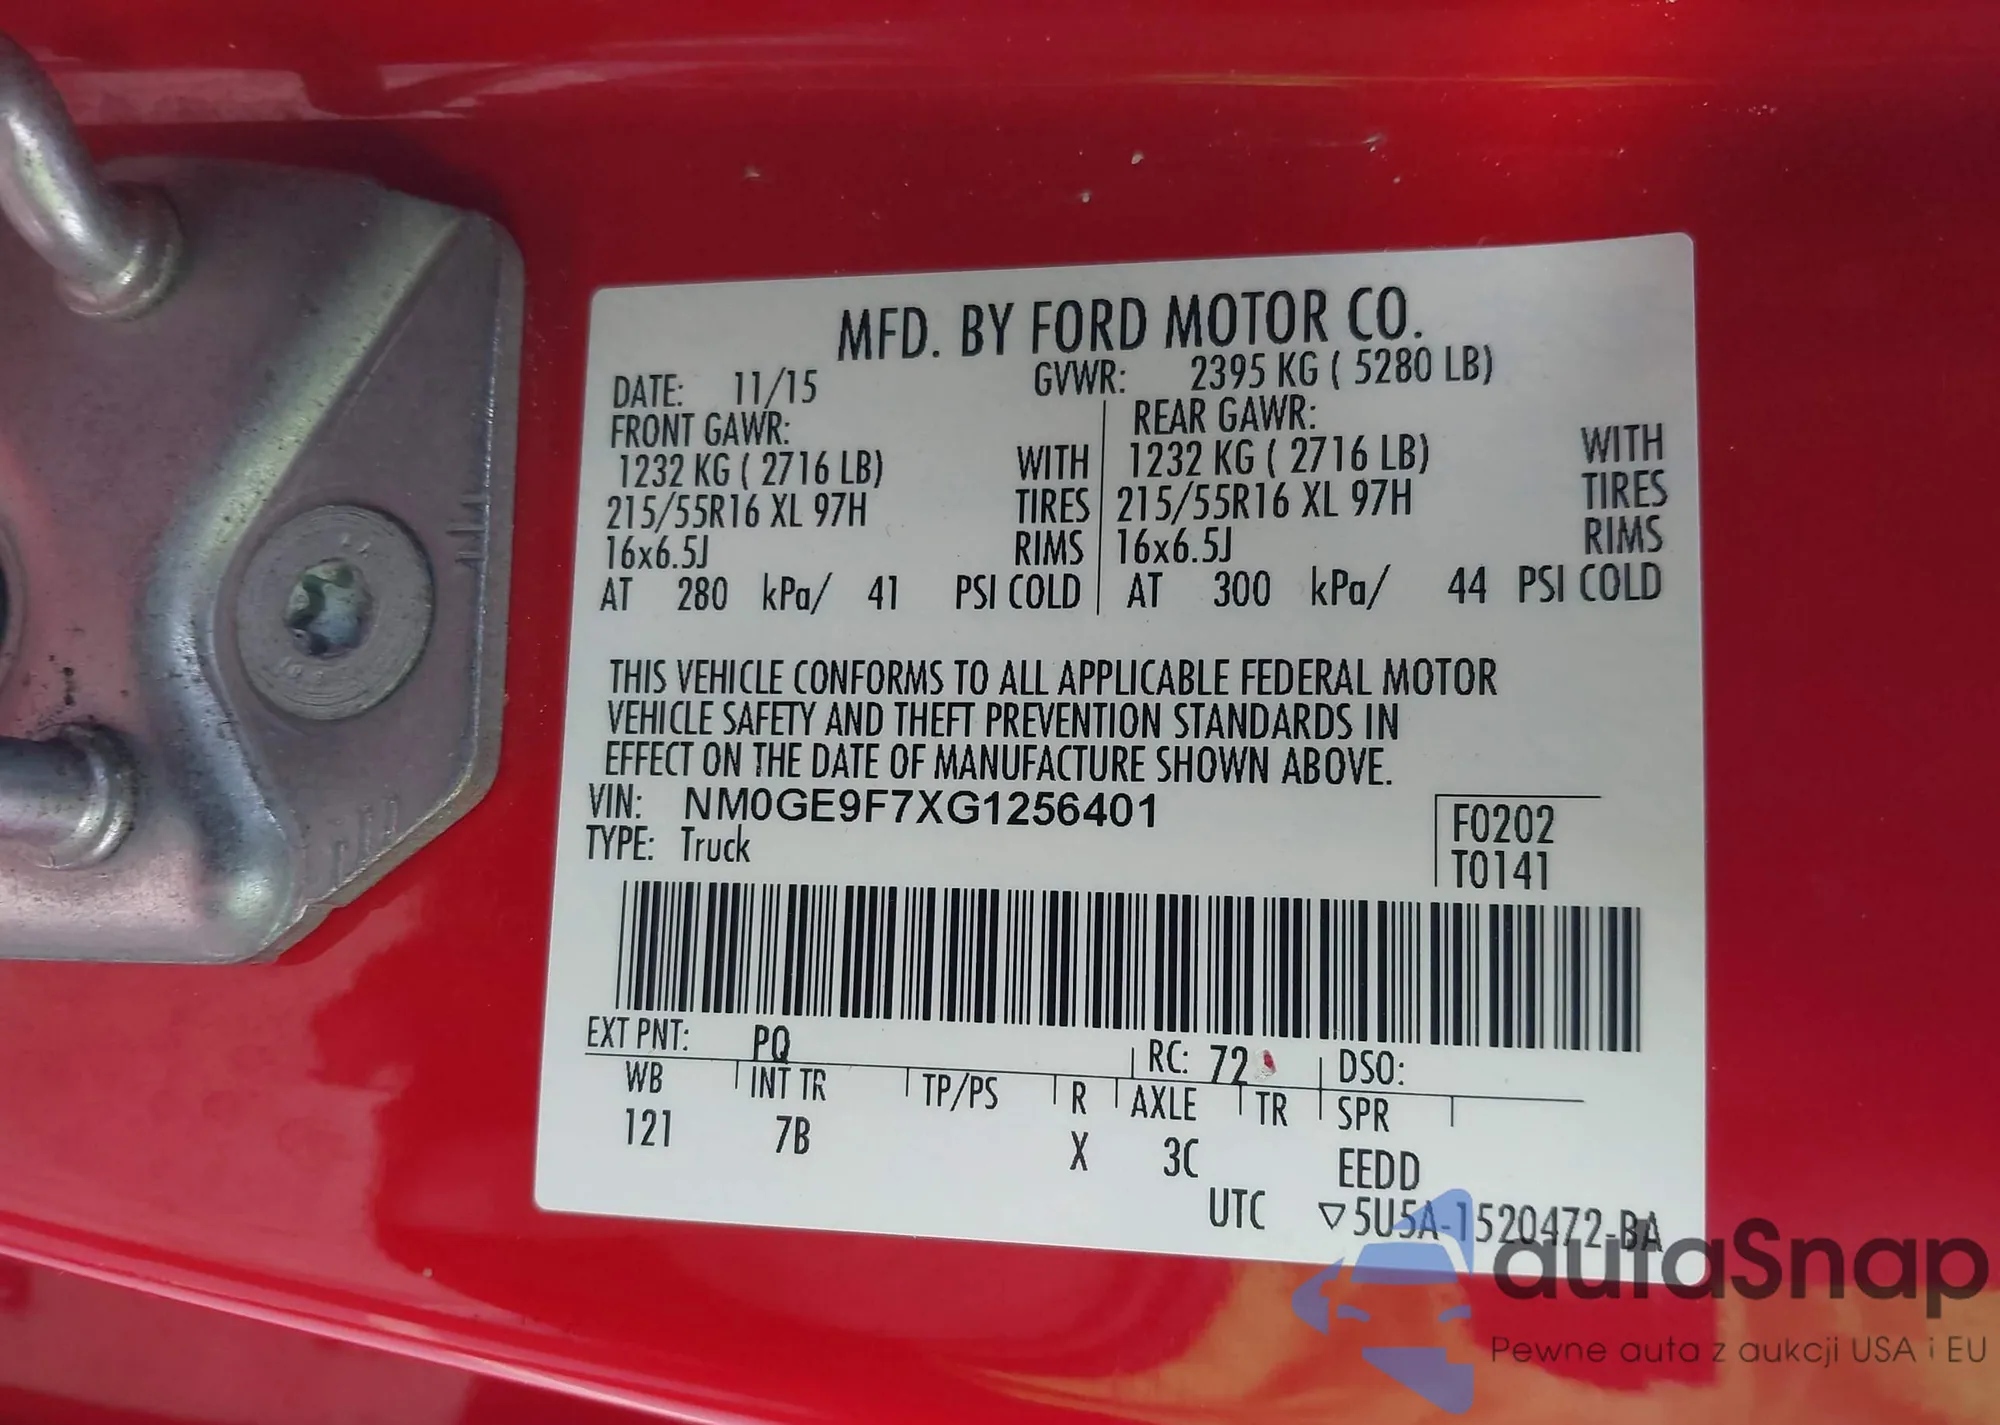 MFD. BY FORD MOTOR CO.
DATE: 11/15 GVWR: 2395 KG ( 5280 LB)
FRONT GAWR: REAR GAWR:
1232 KG ( 2716 LB) WITH 1232 KG ( 2716 LB) WITH
215/55R16 XL 97H TIRES 215/55R16 XL 97H TIRES
16x6.5J RIMS 16x6.5J RIMS
AT 280 kPa/ 41 PSI COLD AT 300 kPa/ 44 PSI COLD
THIS VEHICLE CONFORMS TO ALL APPLICABLE FEDERAL MOTOR
VEHICLE SAFETY AND THEFT PREVENTION STANDARDS IN
EFFECT ON THE DATE OF MANUFACTURE SHOWN ABOVE.
VIN: NM0GE9F7XG1256401 F0202
TYPE: Truck T0141
EXT PNT: PQ RC: 72 DSO:
WB INT TR TP/PS R AXLE TR SPR
121 7B X 3C EEDD
UTC ▽5U5A-1520472-BA
autaSnap
Pewne auta z aukcji USA i EU